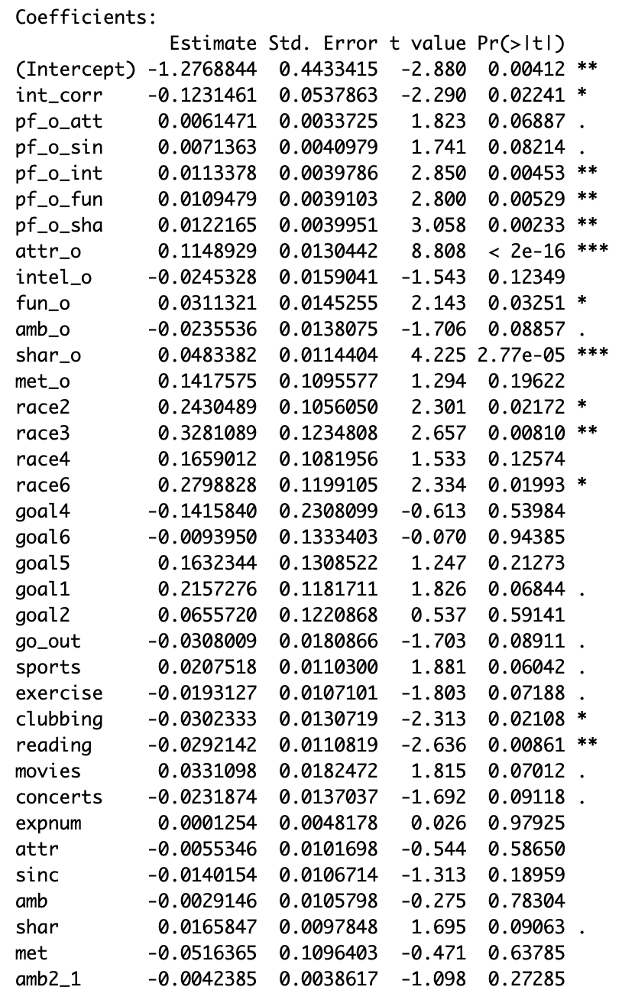 Coefficients:
              Estimate Std. Error t value Pr(>|t|)
(Intercept) -1.2768844  0.4433415  -2.880  0.00412 **
int_corr    -0.1231461  0.0537863  -2.290  0.02241 *
pf_o_att     0.0061471  0.0033725   1.823  0.06887 .
pf_o_sin     0.0071363  0.0040979   1.741  0.08214 .
pf_o_int     0.0113378  0.0039786   2.850  0.00453 **
pf_o_fun     0.0109479  0.0039103   2.800  0.00529 **
pf_o_sha     0.0122165  0.0039951   3.058  0.00233 **
attr_o       0.1148929  0.0130442   8.808  < 2e-16 ***
intel_o     -0.0245328  0.0159041  -1.543  0.12349
fun_o        0.0311321  0.0145255   2.143  0.03251 *
amb_o       -0.0235536  0.0138075  -1.706  0.08857 .
shar_o       0.0483382  0.0114404   4.225 2.77e-05 ***
met_o        0.1417575  0.1095577   1.294  0.19622
race2        0.2430489  0.1056050   2.301  0.02172 *
race3        0.3281089  0.1234808   2.657  0.00810 **
race4        0.1659012  0.1081956   1.533  0.12574
race6        0.2798828  0.1199105   2.334  0.01993 *
goal4       -0.1415840  0.2308099  -0.613  0.53984
goal6       -0.0093950  0.1333403  -0.070  0.94385
goal5        0.1632344  0.1308522   1.247  0.21273
goal1        0.2157276  0.1181711   1.826  0.06844 .
goal2        0.0655720  0.1220868   0.537  0.59141
go_out      -0.0308009  0.0180866  -1.703  0.08911 .
sports       0.0207518  0.0110300   1.881  0.06042 .
exercise    -0.0193127  0.0107101  -1.803  0.07188 .
clubbing    -0.0302333  0.0130719  -2.313  0.02108 *
reading     -0.0292142  0.0110819  -2.636  0.00861 **
movies       0.0331098  0.0182472   1.815  0.07012 .
concerts    -0.0231874  0.0137037  -1.692  0.09118 .
expnum       0.0001254  0.0048178   0.026  0.97925
attr        -0.0055346  0.0101698  -0.544  0.58650
sinc        -0.0140154  0.0106714  -1.313  0.18959
amb         -0.0029146  0.0105798  -0.275  0.78304
shar         0.0165847  0.0097848   1.695  0.09063 .
met         -0.0516365  0.1096403  -0.471  0.63785
amb2_1      -0.0042385  0.0038617  -1.098  0.27285